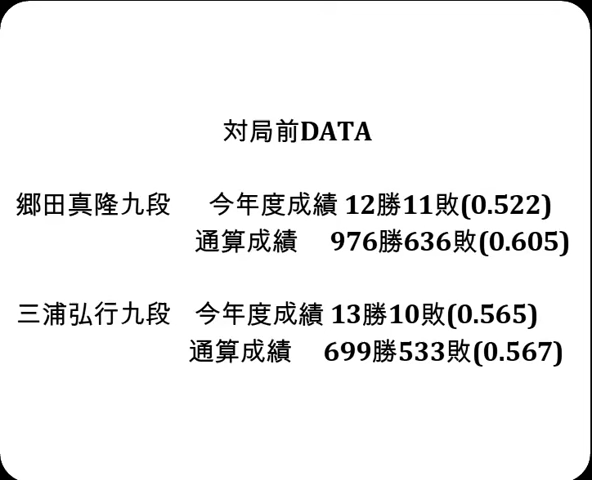 対局前DATA
郷田真隆九段 今年度成績 12勝11敗(0.522)
通算成績 976勝636敗(0.605)
三浦弘行九段 今年度成績 13勝10敗(0.565)
通算成績 699勝533敗(0.567)